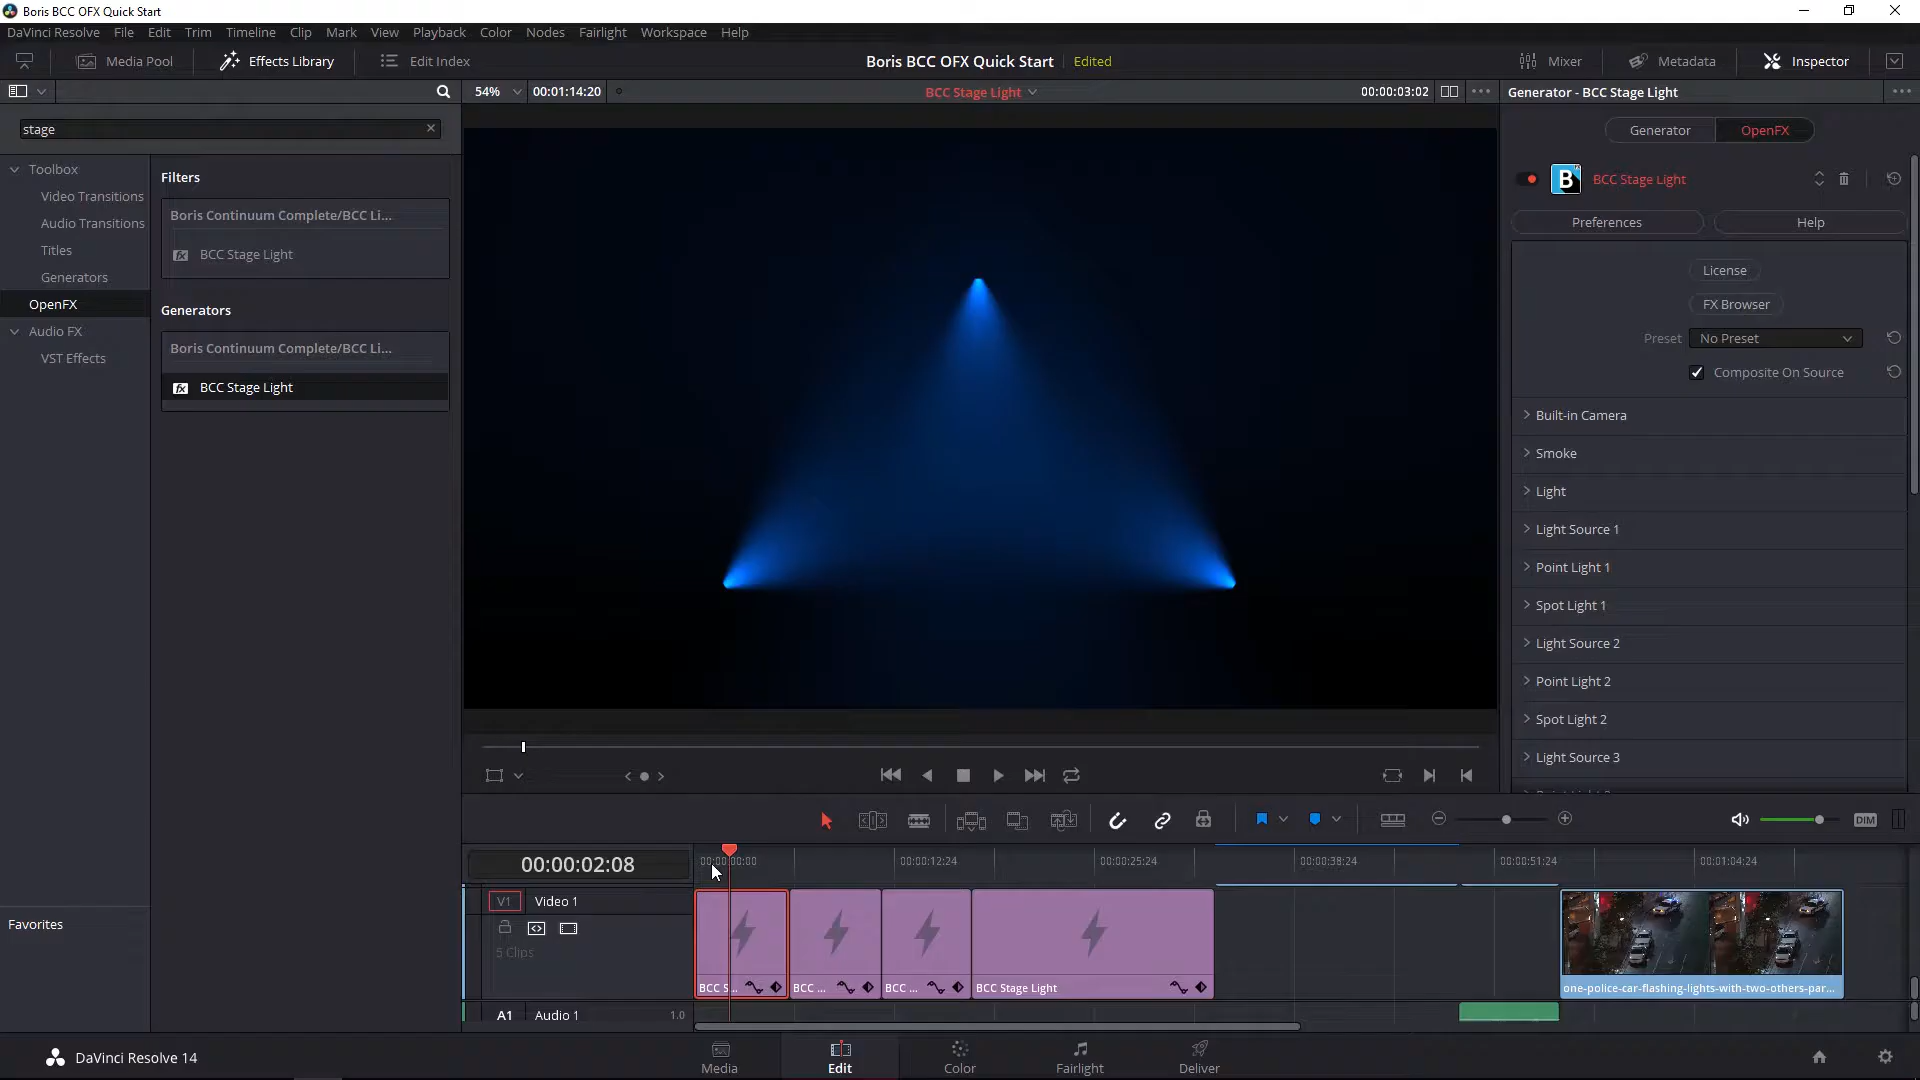 Boris BCC OFX Quick Start
DaVinci Resolve File Edit Trim Timeline Clip Mark View Playback Color Nodes Fairlight Workspace Help
Media Pool Effects Library Edit Index Boris BCC OFX Quick Start Edited Mixer Metadata Inspector
54% 00:01:14:20 BCC Stage Light 00:00:03:02 Generator - BCC Stage Light
stage
Generator OpenFX
Toolbox
Video Transitions
Audio Transitions
Titles
Generators
OpenFX
Audio FX
VST Effects
Favorites
Filters
Boris Continuum Complete/BCC Li...
fx BCC Stage Light
Generators
Boris Continuum Complete/BCC Li...
fx BCC Stage Light
B BCC Stage Light
Preferences Help
License
FX Browser
Preset No Preset
Composite On Source
Built-in Camera
Smoke
Light
Light Source 1
Point Light 1
Spot Light 1
Light Source 2
Point Light 2
Spot Light 2
Light Source 3
DIM
00:00:02:08 00:00:00:00 00:00:12:24 00:00:25:24 00:00:38:24 00:00:51:24 00:01:04:24
V1 Video 1
5 Clips
BCC S... BCC ... BCC ... BCC Stage Light one-police-car-flashing-lights-with-two-others-par...
A1 Audio 1 1.0
DaVinci Resolve 14 Media Edit Color Fairlight Deliver